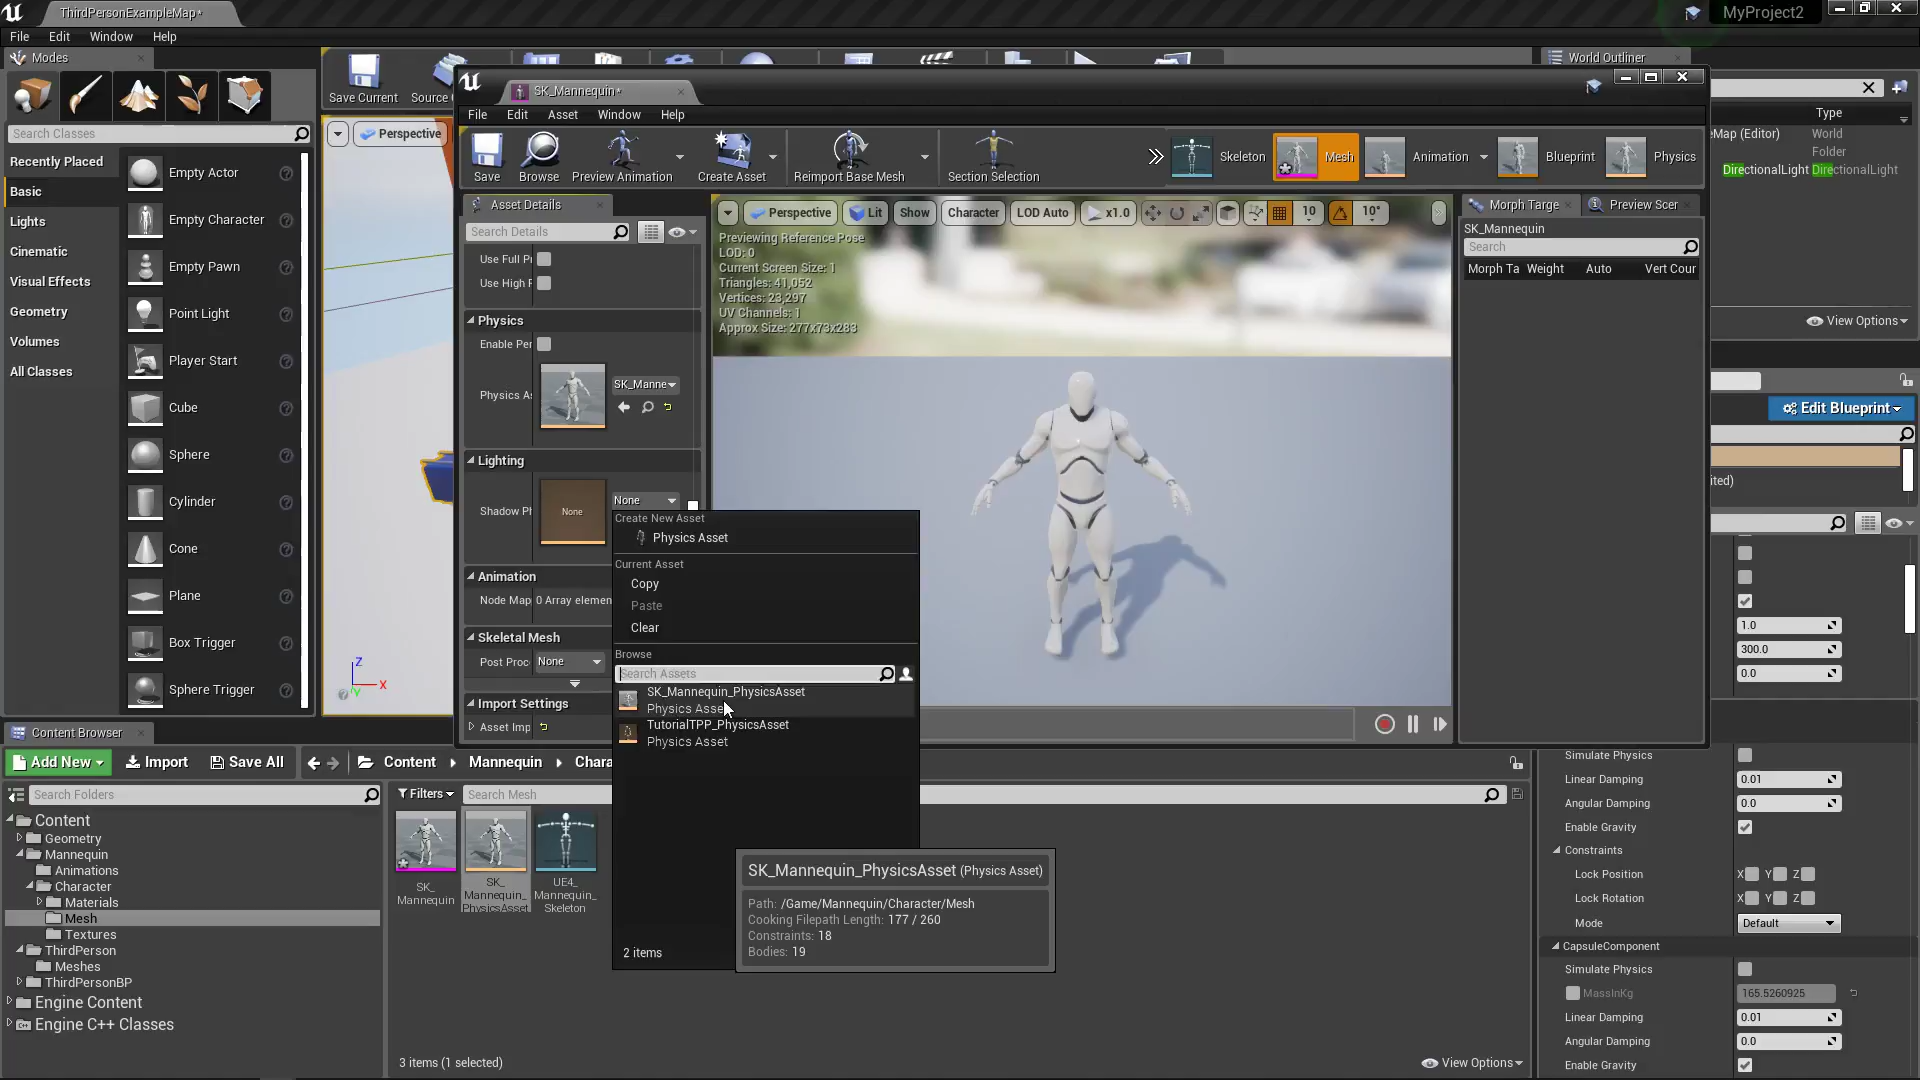 ThirdPersonExampleMap*
MyProject2
File Edit Window Help
Modes
World Outliner
Search Classes
Recently Placed
Basic
Lights
Cinematic
Visual Effects
Geometry
Volumes
All Classes
Empty Actor
Empty Character
Empty Pawn
Point Light
Player Start
Cube
Sphere
Cylinder
Cone
Plane
Box Trigger
Sphere Trigger
Save Current
Source
Perspective
Z
X
Y
SK_Mannequin*
File Edit Asset Window Help
Save
Browse
Preview Animation
Create Asset
Reimport Base Mesh
Section Selection
Skeleton
Mesh
Animation
Blueprint
Physics
Asset Details
Search Details
Use Full Pr
Use High P
Physics
Enable Per
Physics As
SK_Manne
Lighting
Shadow Ph
None
None
Animation
Node Map 0 Array elemen
Skeletal Mesh
Post Proc None
Import Settings
Asset Imp
Perspective Lit Show Character LOD Auto x1.0 10 10°
Previewing Reference Pose
LOD: 0
Current Screen Size: 1
Triangles: 41,052
Vertices: 23,297
UV Channels: 1
Approx Size: 277x73x283
Morph Targe
Preview Scer
SK_Mannequin
Search
Morph Ta Weight Auto Vert Cour
Create New Asset
Physics Asset
Current Asset
Copy
Paste
Clear
Browse
Search Assets
SK_Mannequin_PhysicsAsset
Physics Asse
TutorialTPP_PhysicsAsset
Physics Asset
2 items
SK_Mannequin_PhysicsAsset (Physics Asset)
Path: /Game/Mannequin/Character/Mesh
Cooking Filepath Length: 177 / 260
Constraints: 18
Bodies: 19
Type
eMap (Editor) World
Folder
DirectionalLight DirectionalLight
View Options
Edit Blueprint
ited)
1.0
300.0
0.0
Simulate Physics
Linear Damping 0.01
Angular Damping 0.0
Enable Gravity
Constraints
Lock Position X Y Z
Lock Rotation X Y Z
Mode Default
CapsuleComponent
Simulate Physics
MassInKg 165.5260925
Linear Damping 0.01
Angular Damping 0.0
Enable Gravity
Content Browser
Add New Import Save All Content Mannequin Chara
Search Folders
Filters Search Mesh
Content
Geometry
Mannequin
Animations
Character
Materials
Mesh
Textures
ThirdPerson
Meshes
ThirdPersonBP
Engine Content
Engine C++ Classes
SK_
Mannequin
SK_
Mannequin_
PhysicsAsset
UE4_
Mannequin_
Skeleton
3 items (1 selected)
View Options